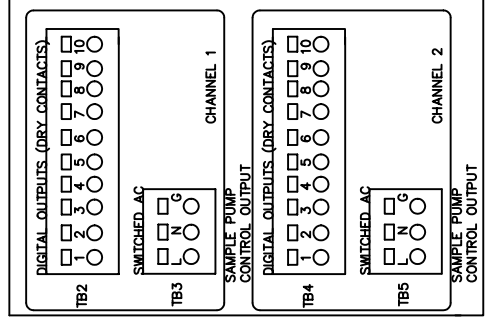 DIGITAL OUTPUTS (DRY CONTACTS)
1 2 3 4 5 6 7 8 9 10
TB2
SWITCHED AC
L N G
TB3
SAMPLE PUMP
CONTROL OUTPUT
CHANNEL 1
DIGITAL OUTPUTS (DRY CONTACTS)
1 2 3 4 5 6 7 8 9 10
TB4
SWITCHED AC
L N G
TB5
SAMPLE PUMP
CONTROL OUTPUT
CHANNEL 2